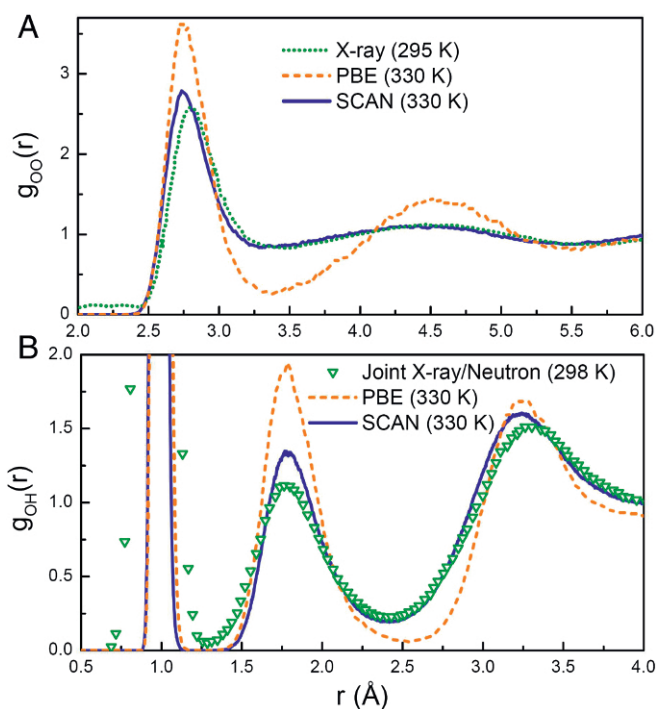 A
X-ray (295 K)
PBE (330 K)
SCAN (330 K)
g_OO(r)
3
2
1
0
2.0 2.5 3.0 3.5 4.0 4.5 5.0 5.5 6.0
B
Joint X-ray/Neutron (298 K)
PBE (330 K)
SCAN (330 K)
g_OH(r)
2.0
1.5
1.0
0.5
0.0
0.5 1.0 1.5 2.0 2.5 3.0 3.5 4.0
r (Å)